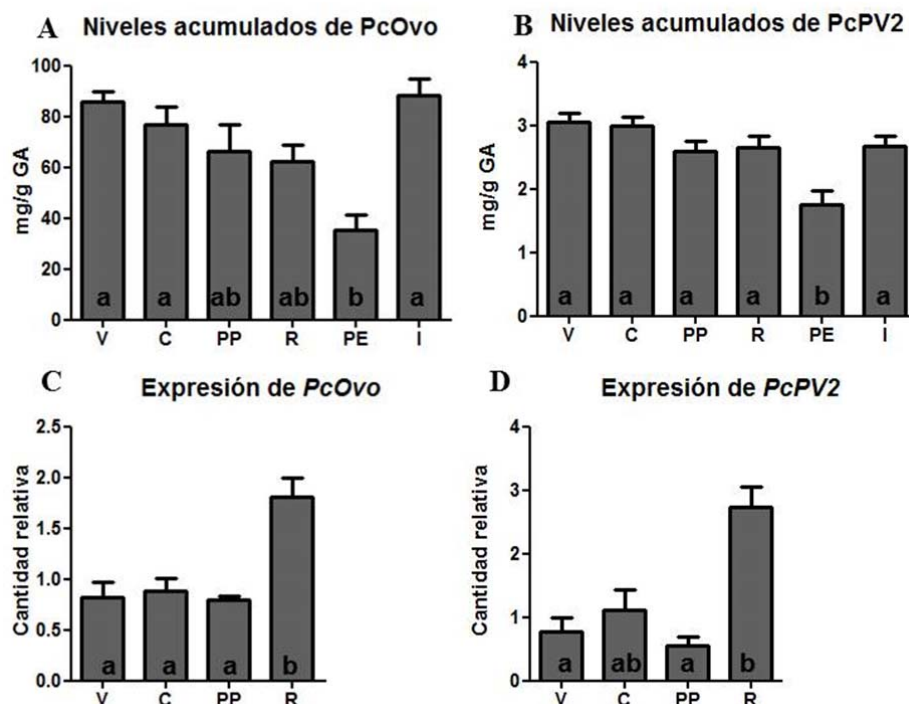 A Niveles acumulados de PcOvo
mg/g GA
100
80
60
40
20
0
a a ab ab b a
V C PP R PE I
B Niveles acumulados de PcPV2
mg/g GA
4
3
2
1
0
a a a a b a
V C PP R PE I
C Expresión de PcOvo
Cantidad relativa
2.5
2.0
1.5
1.0
0.5
0.0
a a a b
V C PP R
D Expresión de PcPV2
Cantidad relativa
4
3
2
1
0
a ab a b
V C PP R